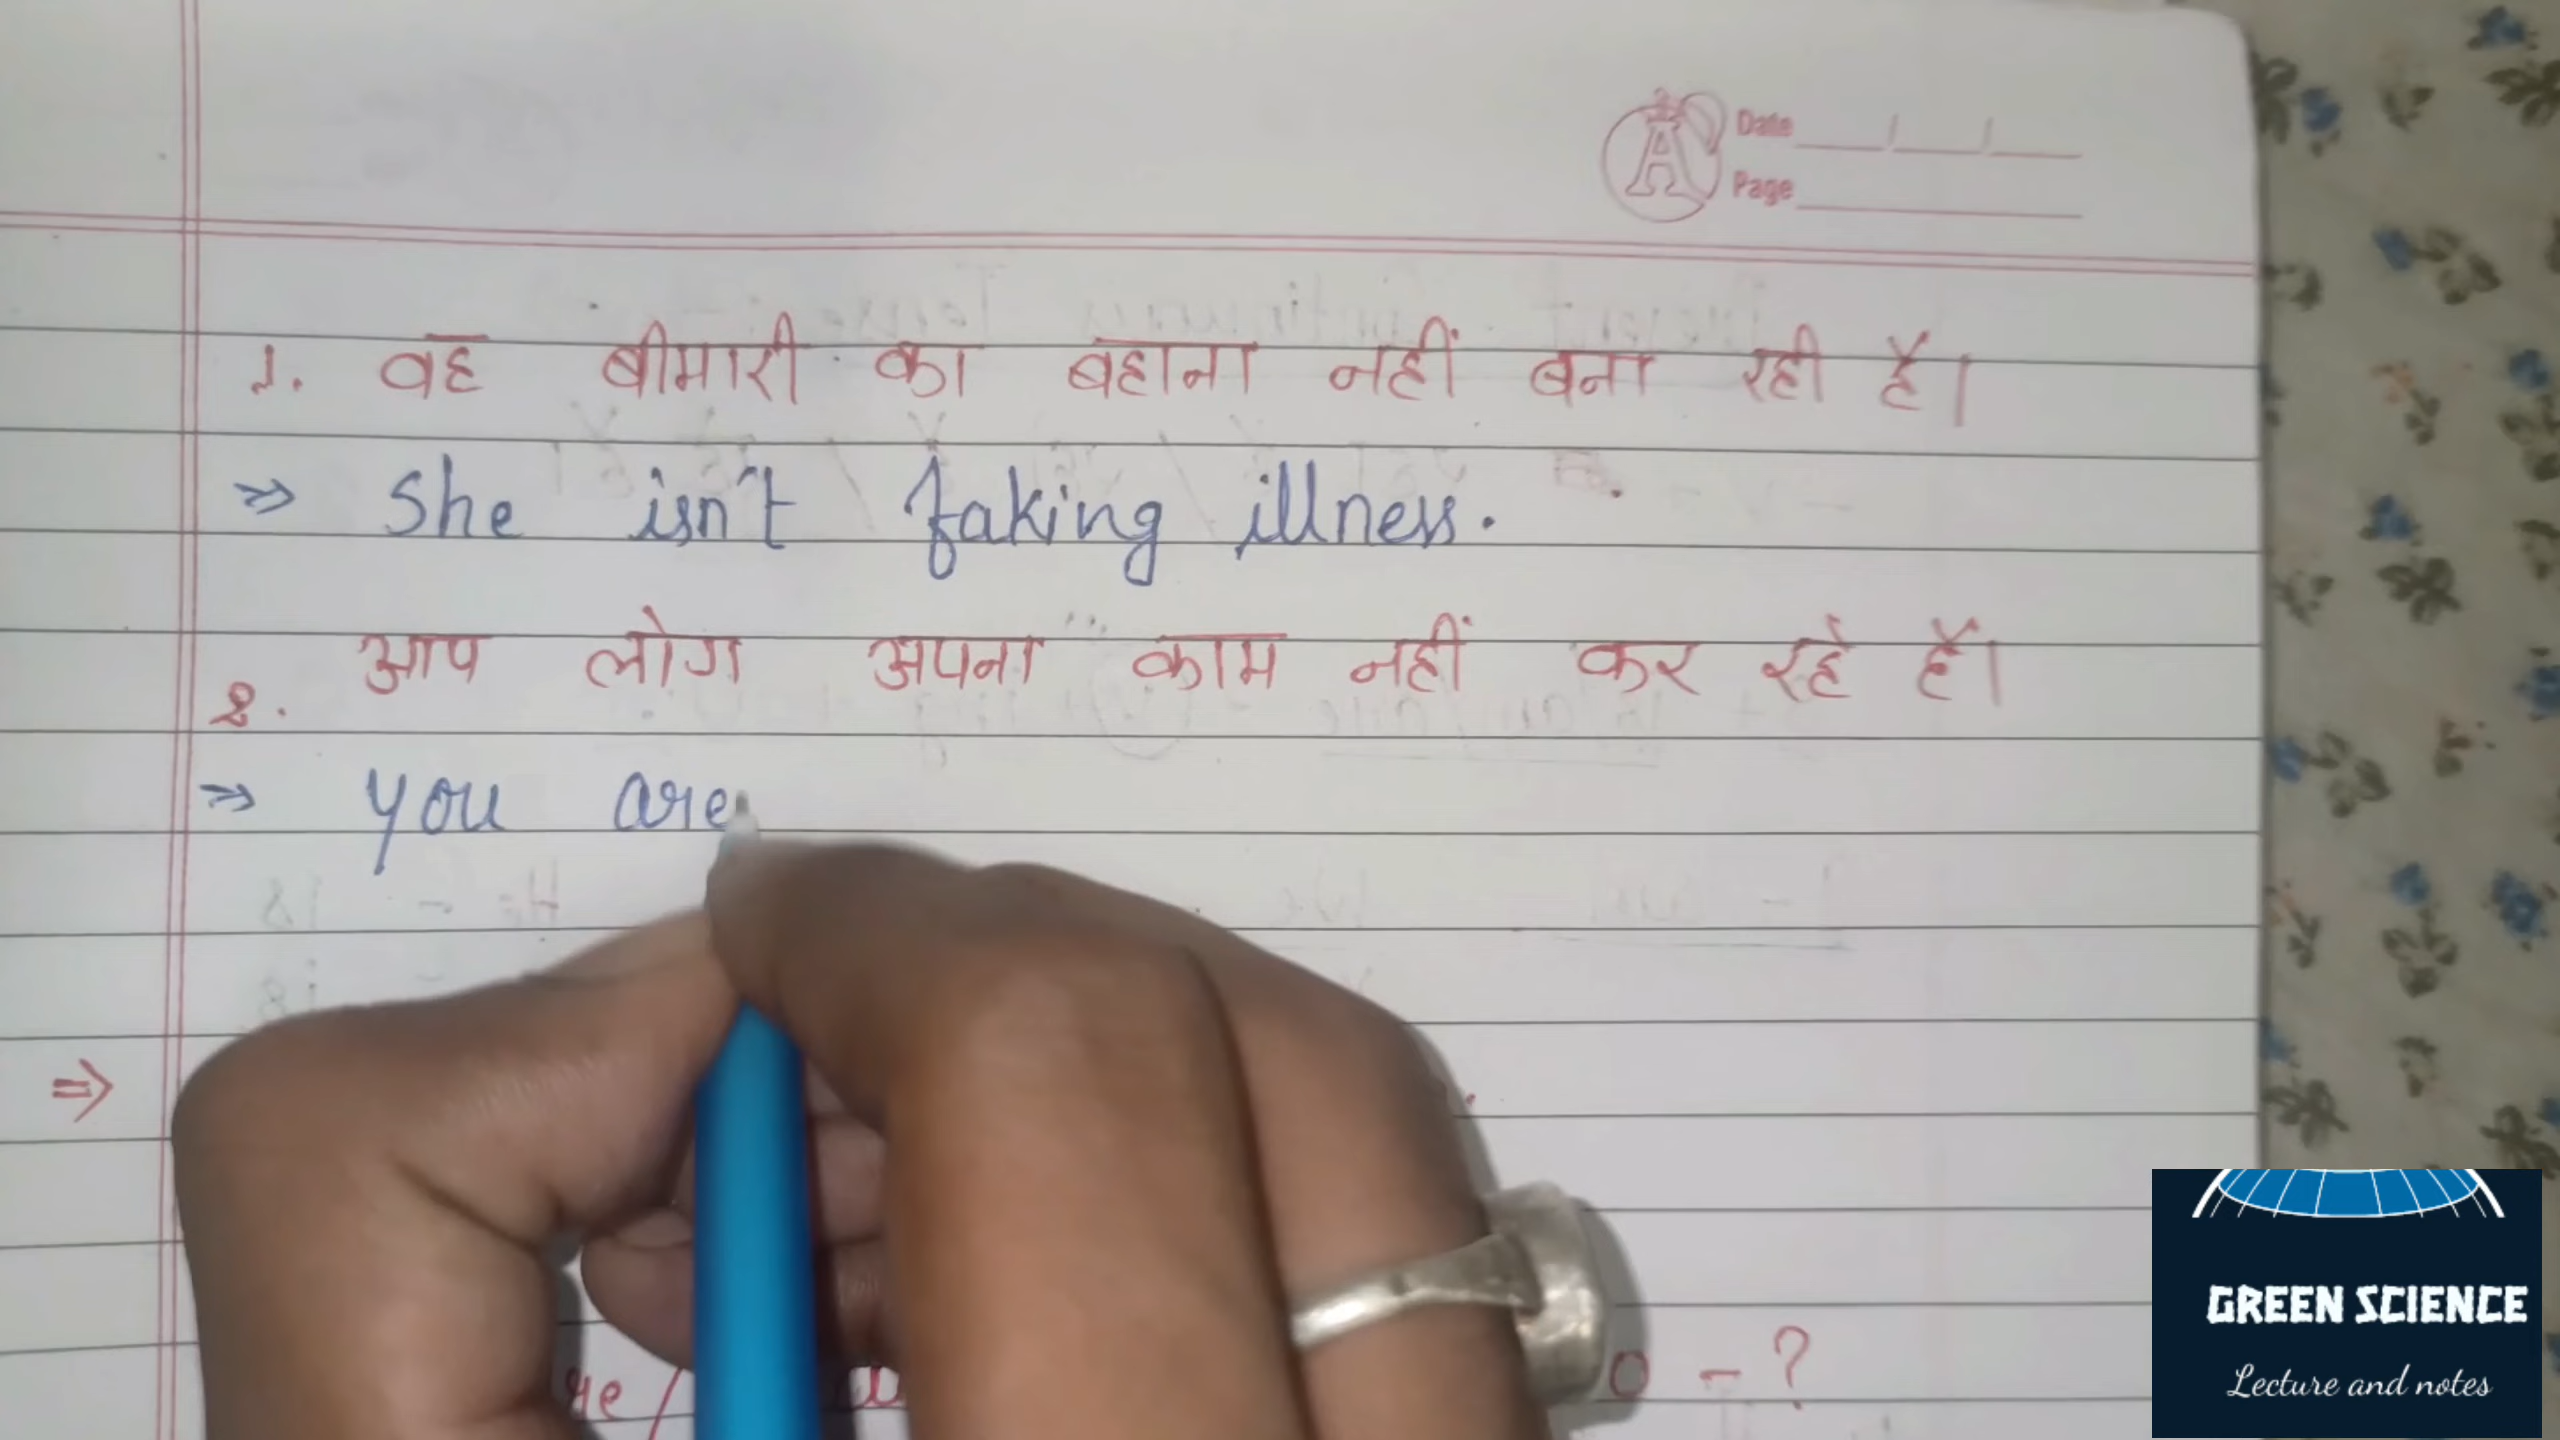 Date
Page
1. वह बीमारी का बहाना नहीं बना रही है।
⇒ She isn't faking illness.
2. आप लोग अपना काम नहीं कर रहे हैं।
⇒ you are
⇒
- ?
GREEN SCIENCE
Lecture and notes